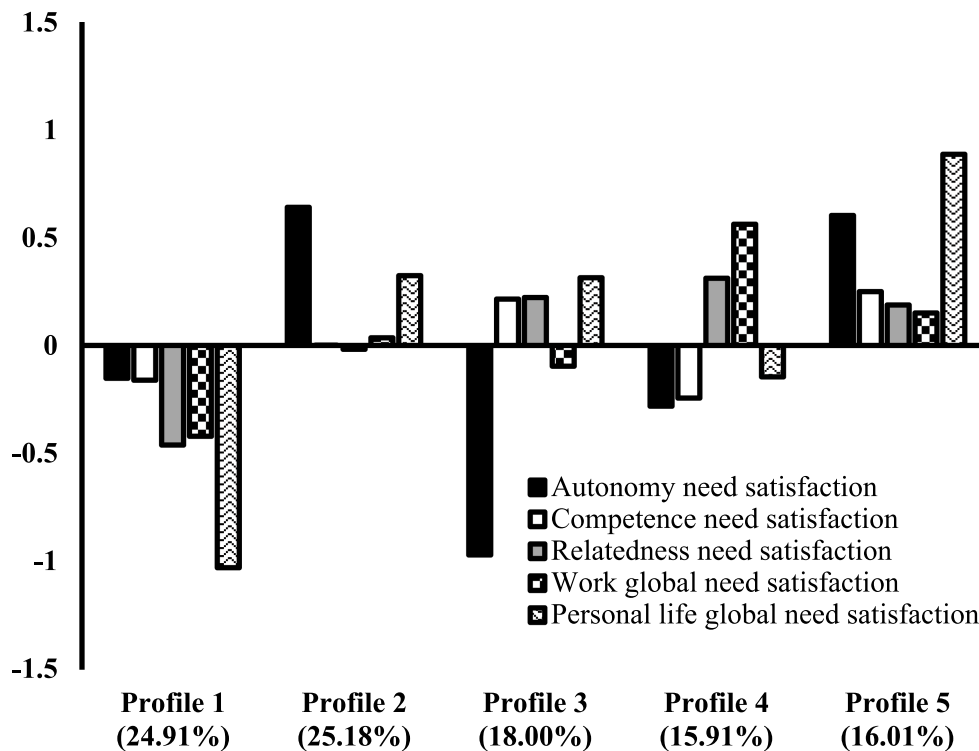 1.5
1
0.5
0
-0.5
-1
-1.5
Autonomy need satisfaction
Competence need satisfaction
Relatedness need satisfaction
Work global need satisfaction
Personal life global need satisfaction
Profile 1 Profile 2 Profile 3 Profile 4 Profile 5
(24.91%) (25.18%) (18.00%) (15.91%) (16.01%)